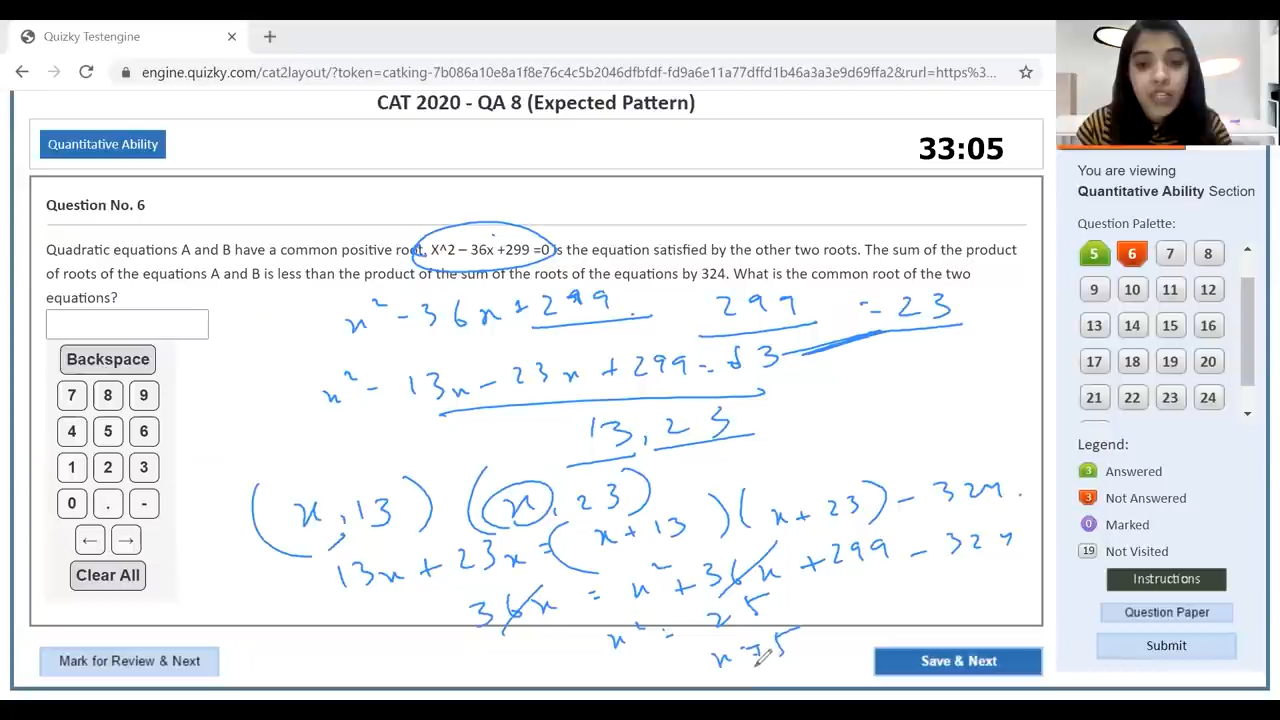 Quizky Testengine
engine.quizky.com/cat2layout/?token=catking-7b086a10e8a1f8e76c4c5b2046dfbfdf-fd9a6e11a77dffd1b46a3a3e9d69ffa2&rurl=https%3...
CAT 2020 - QA 8 (Expected Pattern)
Quantitative Ability
33:05
Question No. 6
Quadratic equations A and B have a common positive root, X^2 – 36x +299 =0 is the equation satisfied by the other two roots. The sum of the product
of roots of the equations A and B is less than the product of the sum of the roots of the equations by 324. What is the common root of the two
equations?
x² - 36x + 299
299 = 23
x² - 13x - 23x + 299 =
13
13, 23
(x, 13) (x, 23)
13x + 23x = (x + 13)(x + 23) - 324
36x = x² + 36x + 299 - 324
x² = 25
x = 5
Backspace
7 8 9
4 5 6
1 2 3
0 . -
← →
Clear All
Mark for Review & Next
Save & Next
You are viewing
Quantitative Ability Section
Question Palette:
5 6 7 8
9 10 11 12
13 14 15 16
17 18 19 20
21 22 23 24
Legend:
3 Answered
3 Not Answered
0 Marked
19 Not Visited
Instructions
Question Paper
Submit